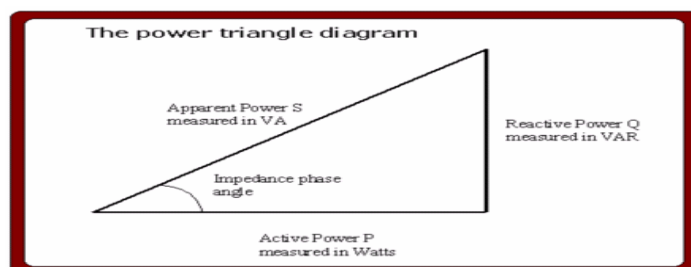 The power triangle diagram
Apparent Power S
measured in VA
Reactive Power Q
measured in VAR
Impedance phase
angle
Active Power P
measured in Watts